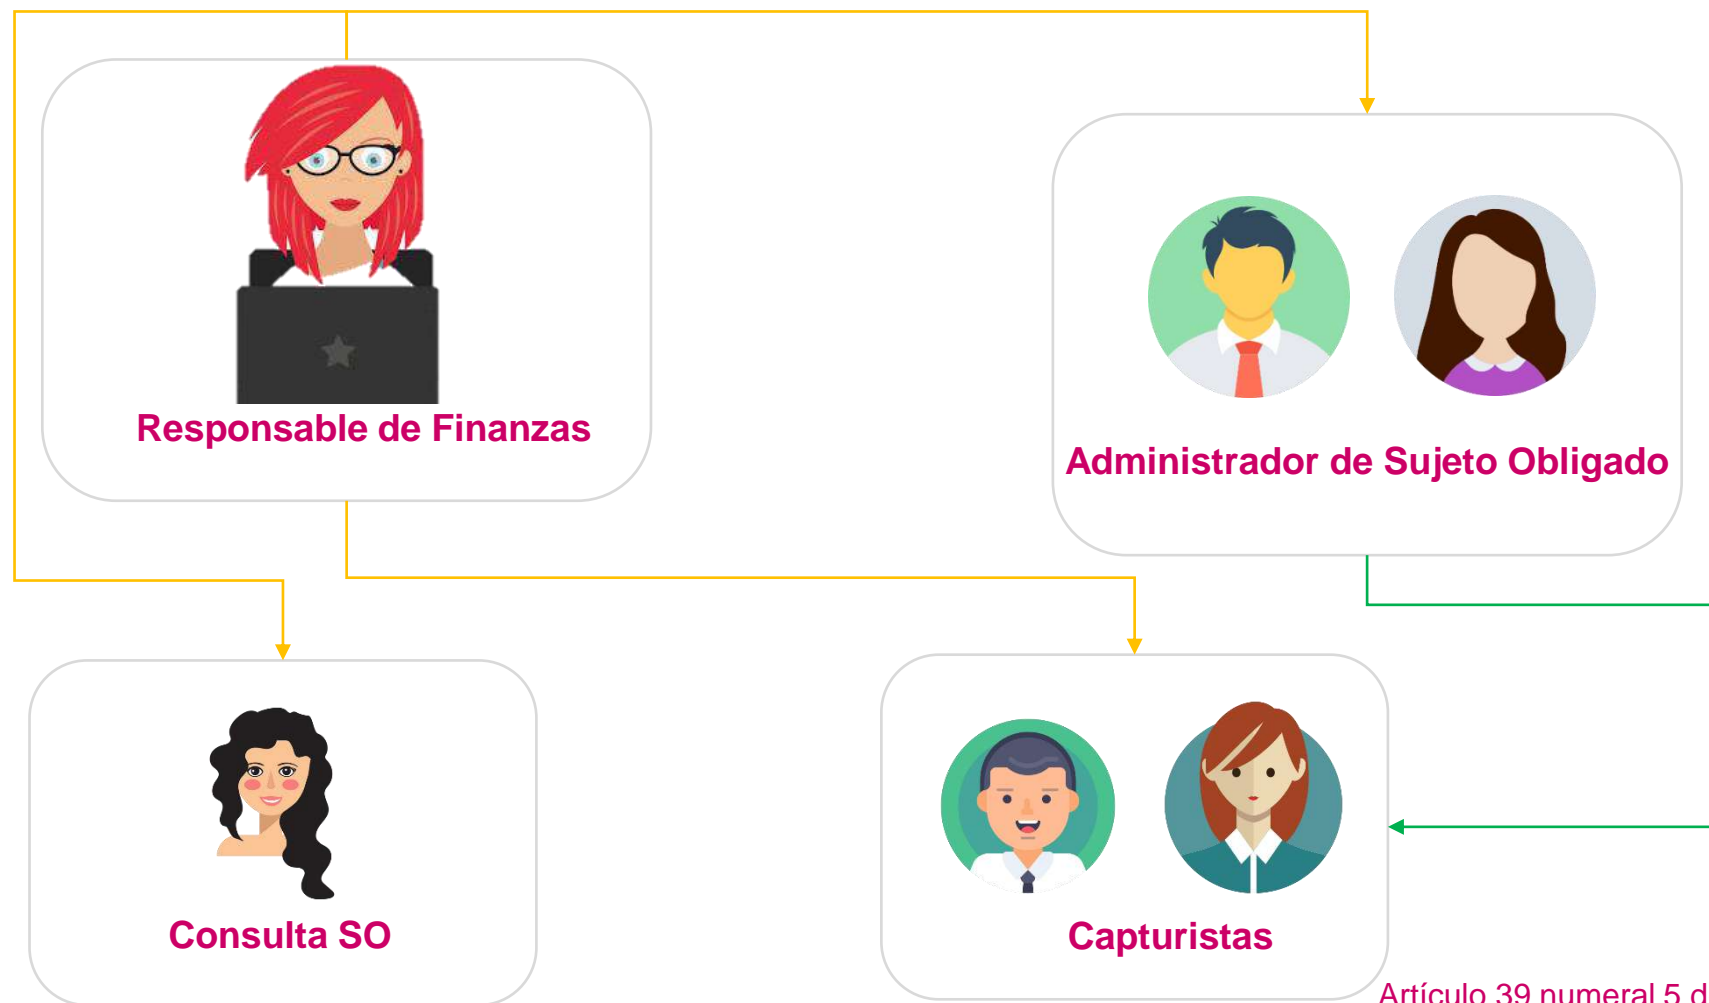 Responsable de Finanzas
Administrador de Sujeto Obligado
Consulta SO
Capturistas
Artículo 39 numeral 5 d